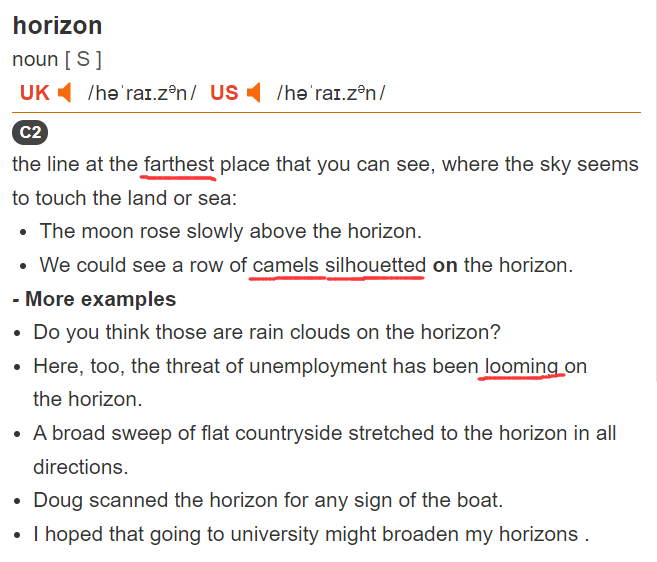 horizon
noun [ S ]
UK /həˈraɪ.zᵊn/ US /həˈraɪ.zᵊn/
C2
the line at the farthest place that you can see, where the sky seems
to touch the land or sea:
• The moon rose slowly above the horizon.
• We could see a row of camels silhouetted on the horizon.
- More examples
• Do you think those are rain clouds on the horizon?
• Here, too, the threat of unemployment has been looming on
the horizon.
• A broad sweep of flat countryside stretched to the horizon in all
directions.
• Doug scanned the horizon for any sign of the boat.
• I hoped that going to university might broaden my horizons .